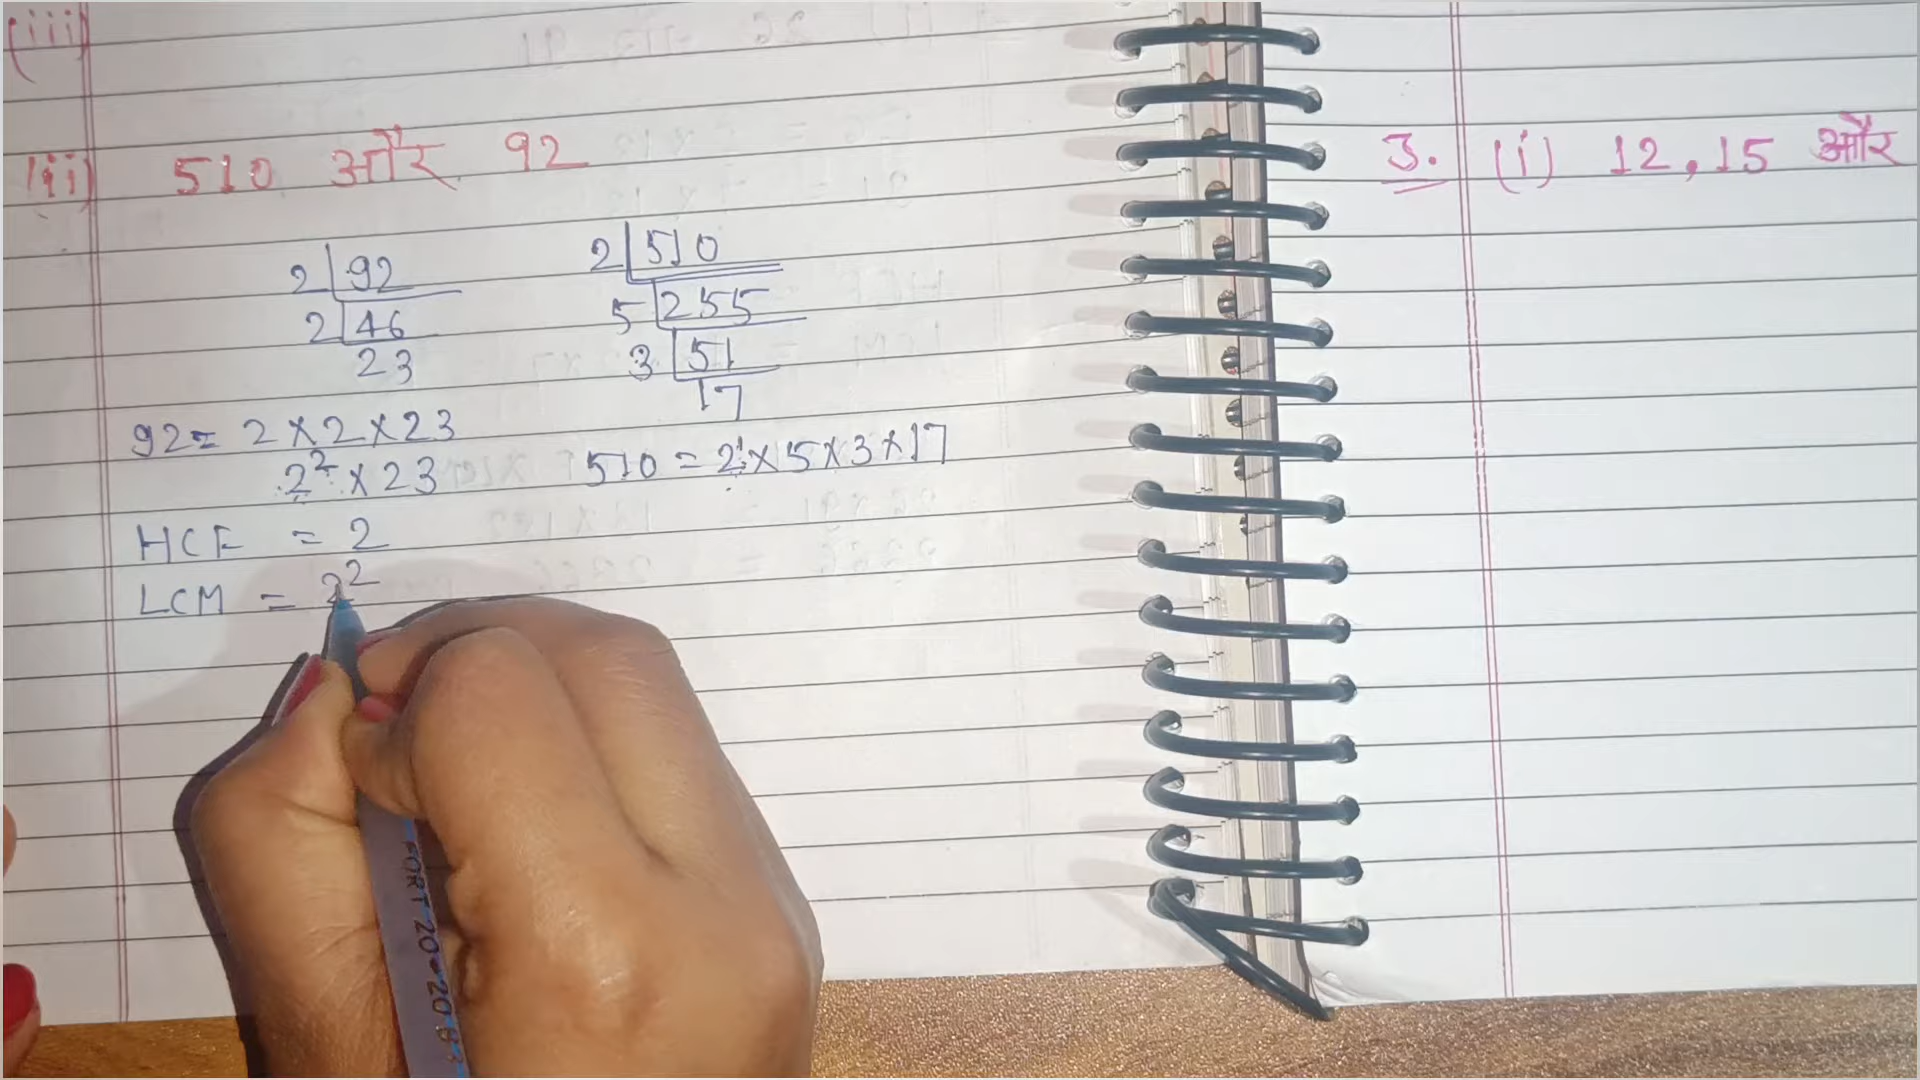 (iii)
(ii) 510 और 92
2 | 92
2 | 46
23
2 | 510
5 | 255
3 | 51
17
92 = 2 × 2 × 23
2² × 23
510 = 2¹ × 5 × 3 × 17
HCF = 2
LCM = 2²
3. (i) 12, 15 और